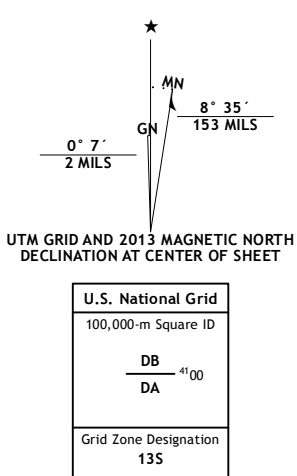 ★
MN
GN
8° 35´
153 MILS
0° 7´
2 MILS
UTM GRID AND 2013 MAGNETIC NORTH
DECLINATION AT CENTER OF SHEET
U.S. National Grid
100,000-m Square ID
DB
4100
DA
Grid Zone Designation
13S